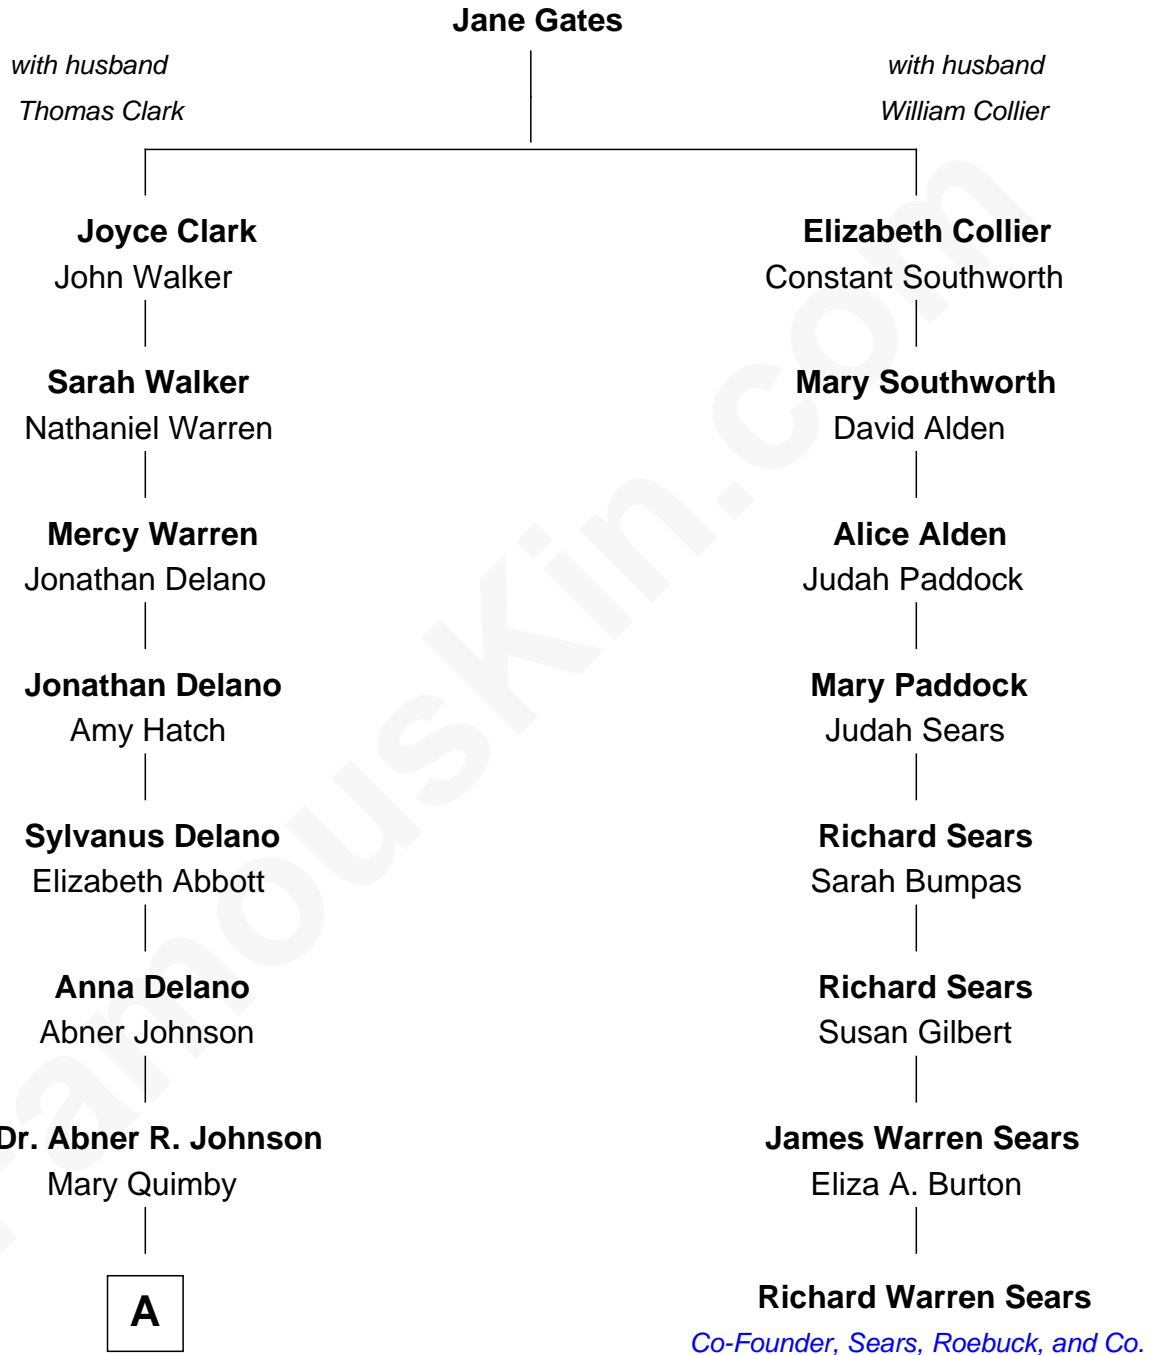 Jane Gates
with husband
Thomas Clark
with husband
William Collier
Joyce Clark
John Walker
Sarah Walker
Nathaniel Warren
Mercy Warren
Jonathan Delano
Jonathan Delano
Amy Hatch
Sylvanus Delano
Elizabeth Abbott
Anna Delano
Abner Johnson
Dr. Abner R. Johnson
Mary Quimby
A
Elizabeth Collier
Constant Southworth
Mary Southworth
David Alden
Alice Alden
Judah Paddock
Mary Paddock
Judah Sears
Richard Sears
Sarah Bumpas
Richard Sears
Susan Gilbert
James Warren Sears
Eliza A. Burton
Richard Warren Sears
Co-Founder, Sears, Roebuck, and Co.
FamousKin.com